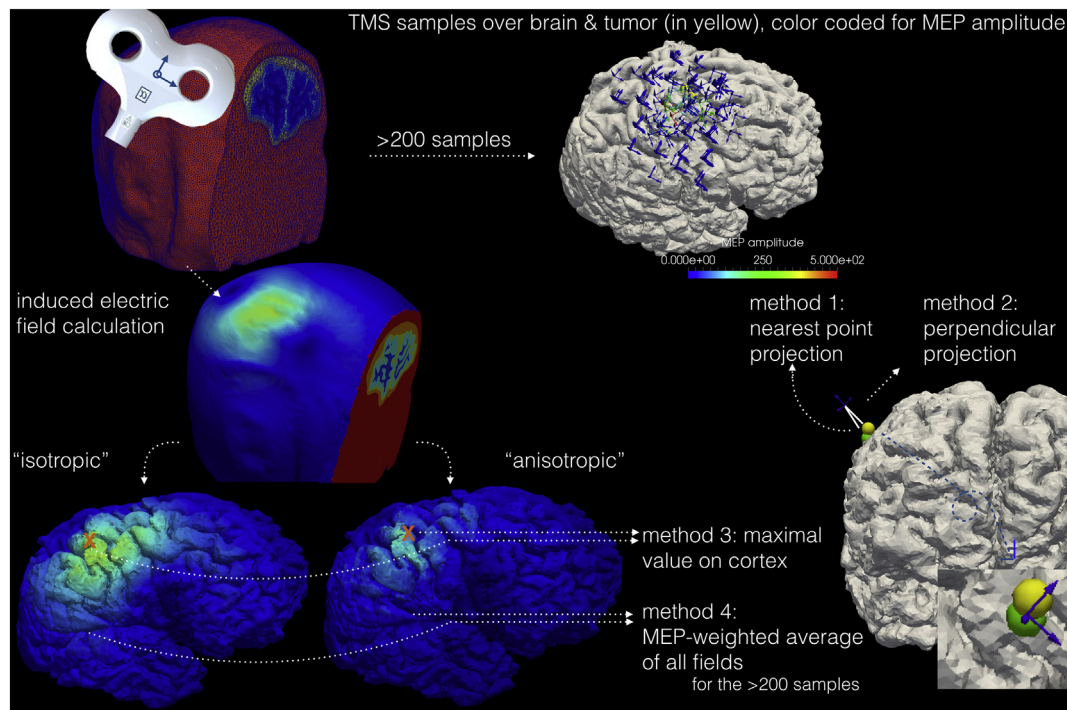 TMS samples over brain & tumor (in yellow), color coded for MEP amplitude
>200 samples
MEP amplitude
0.000e+00
250
5.000e+02
induced electric
field calculation
method 1:
nearest point
projection
method 2:
perpendicular
projection
"isotropic"
"anisotropic"
method 3: maximal
value on cortex
method 4:
MEP-weighted average
of all fields
for the >200 samples